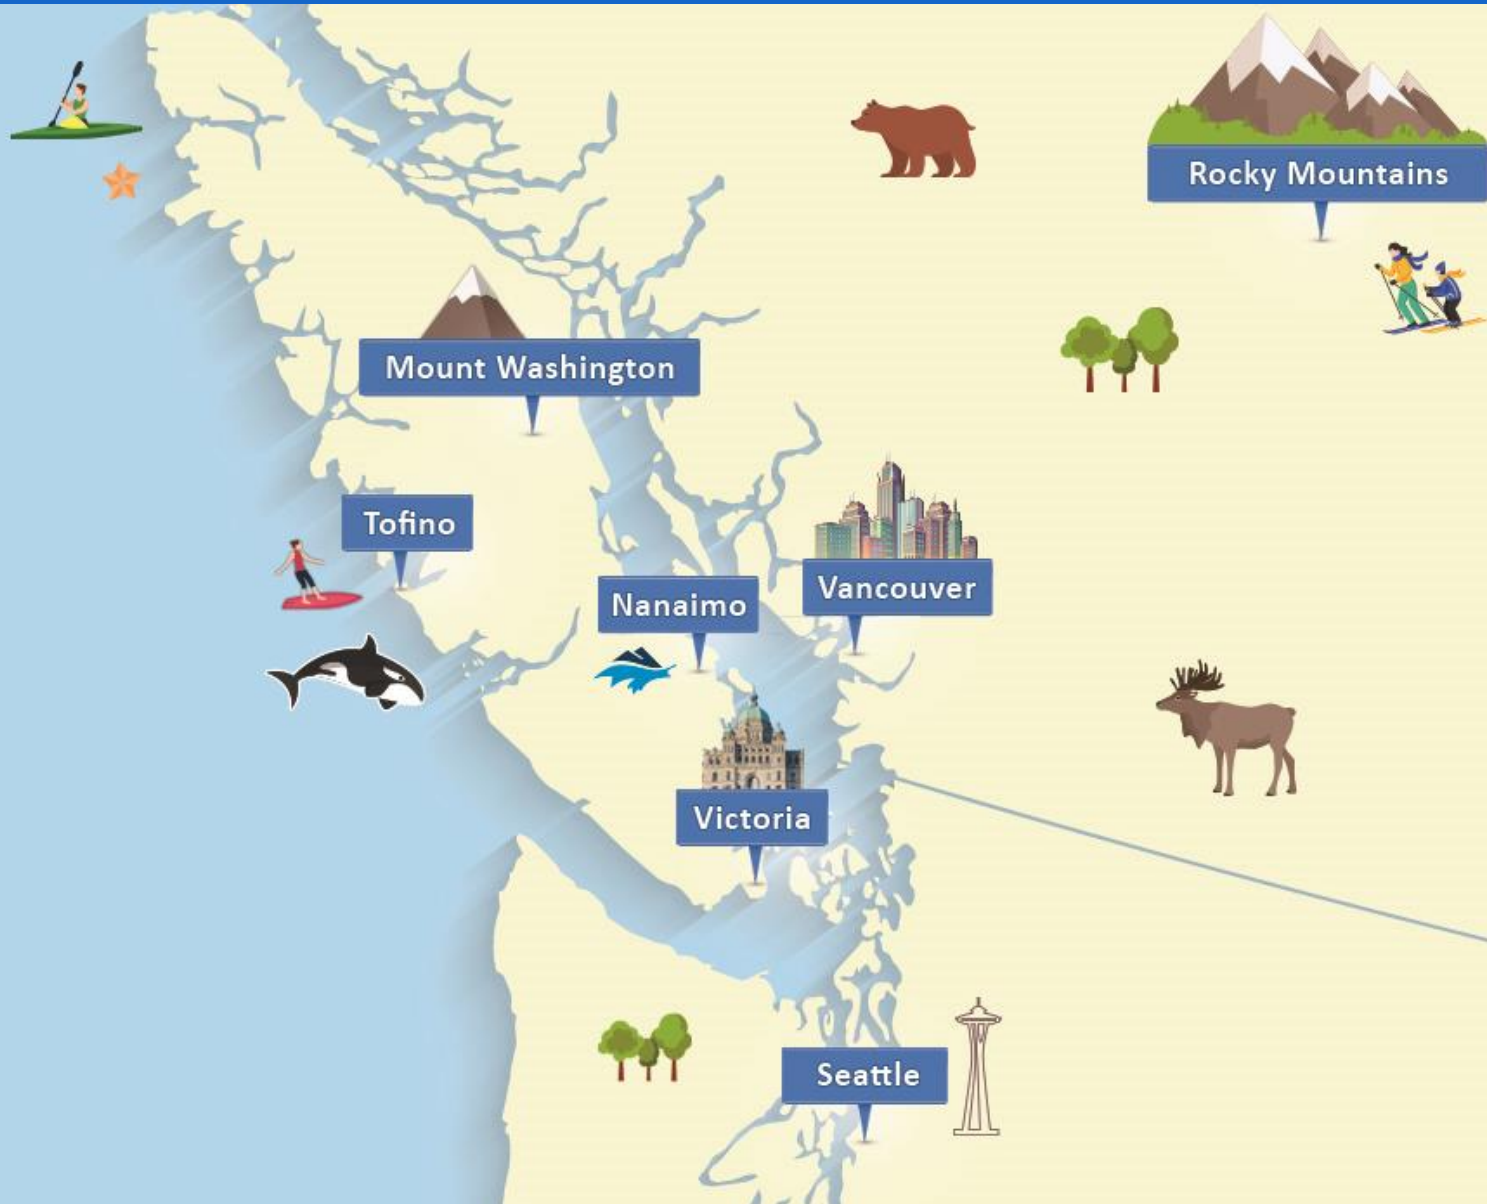 Rocky Mountains
Mount Washington
Tofino
Nanaimo
Vancouver
Victoria
Seattle